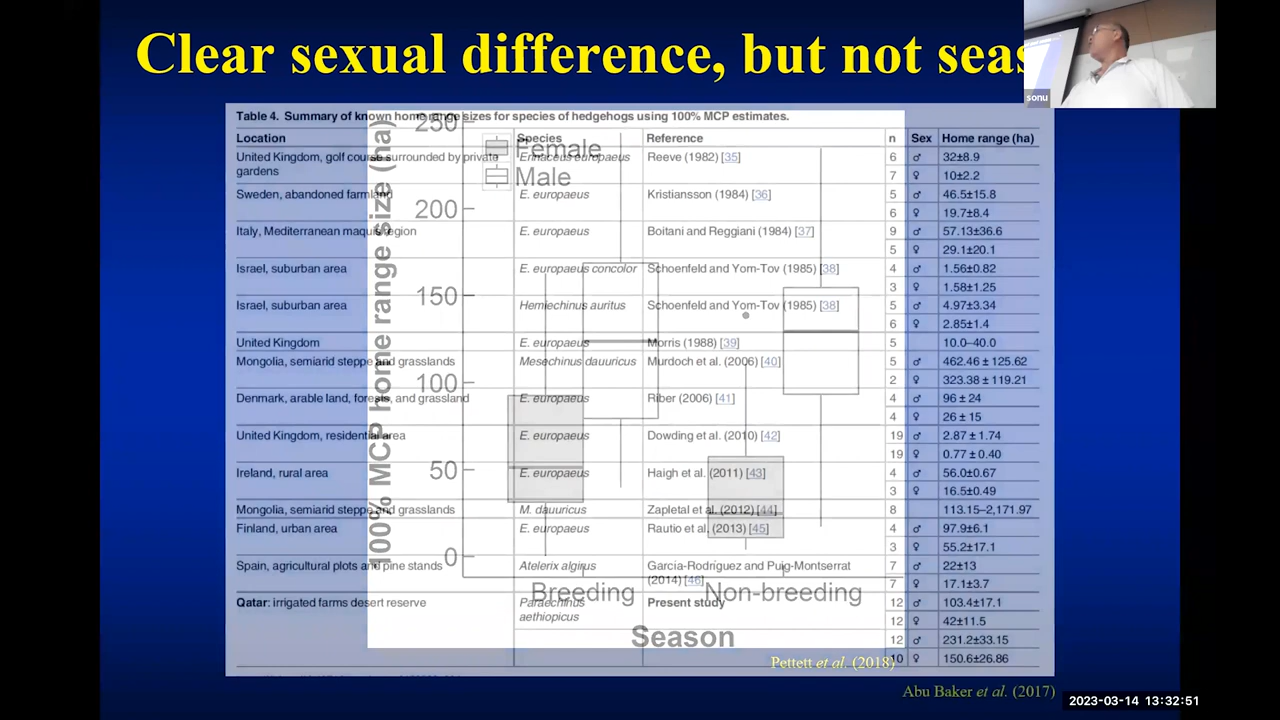 Clear sexual difference, but not seas
sonu
Table 4. Summary of known home range sizes for species of hedgehogs using 100% MCP estimates.
Location Species Reference n Sex Home range (ha)
United Kingdom, golf course surrounded by private gardens Erinaceus europaeus Reeve (1982) [35] 6 ♂ 32±8.9
7 ♀ 10±2.2
Sweden, abandoned farmland E. europaeus Kristiansson (1984) [36] 5 ♂ 46.5±15.8
6 ♀ 19.7±8.4
Italy, Mediterranean maquis region E. europaeus Boitani and Reggiani (1984) [37] 9 ♂ 57.13±36.6
5 ♀ 29.1±20.1
Israel, suburban area E. europaeus concolor Schoenfeld and Yom-Tov (1985) [38] 4 ♂ 1.56±0.82
3 ♀ 1.58±1.25
Israel, suburban area Hemiechinus auritus Schoenfeld and Yom-Tov (1985) [38] 5 ♂ 4.97±3.34
6 ♀ 2.85±1.4
United Kingdom E. europaeus Morris (1988) [39] 5 10.0–40.0
Mongolia, semiarid steppe and grasslands Mesechinus dauuricus Murdoch et al. (2006) [40] 5 ♂ 462.46 ± 125.62
2 ♀ 323.38 ± 119.21
Denmark, arable land, forests, and grassland E. europaeus Riber (2006) [41] 4 ♂ 96 ± 24
4 ♀ 26 ± 15
United Kingdom, residential area E. europaeus Dowding et al. (2010) [42] 19 ♂ 2.87 ± 1.74
19 ♀ 0.77 ± 0.40
Ireland, rural area E. europaeus Haigh et al. (2011) [43] 4 ♂ 56.0±0.67
3 ♀ 16.5±0.49
Mongolia, semiarid steppe and grasslands M. dauuricus Zapletal et al. (2012) [44] 8 113.15–2,171.97
Finland, urban area E. europaeus Rautio et al. (2013) [45] 4 ♂ 97.9±6.1
3 ♀ 55.2±17.1
Spain, agricultural plots and pine stands Atelerix algirus Garcia-Rodríguez and Puig-Montserrat (2014) [46] 7 ♂ 22±13
7 ♀ 17.1±3.7
Qatar: irrigated farms desert reserve Paraechinus aethiopicus Present study 12 ♂ 103.4±17.1
12 ♀ 42±11.5
12 ♂ 231.2±33.15
10 ♀ 150.6±26.86
100% MCP home range size (ha)
250
200
150
100
50
0
Female
Male
Breeding Non-breeding
Season
Pettett et al. (2018)
Abu Baker et al. (2017)
2023-03-14 13:32:51